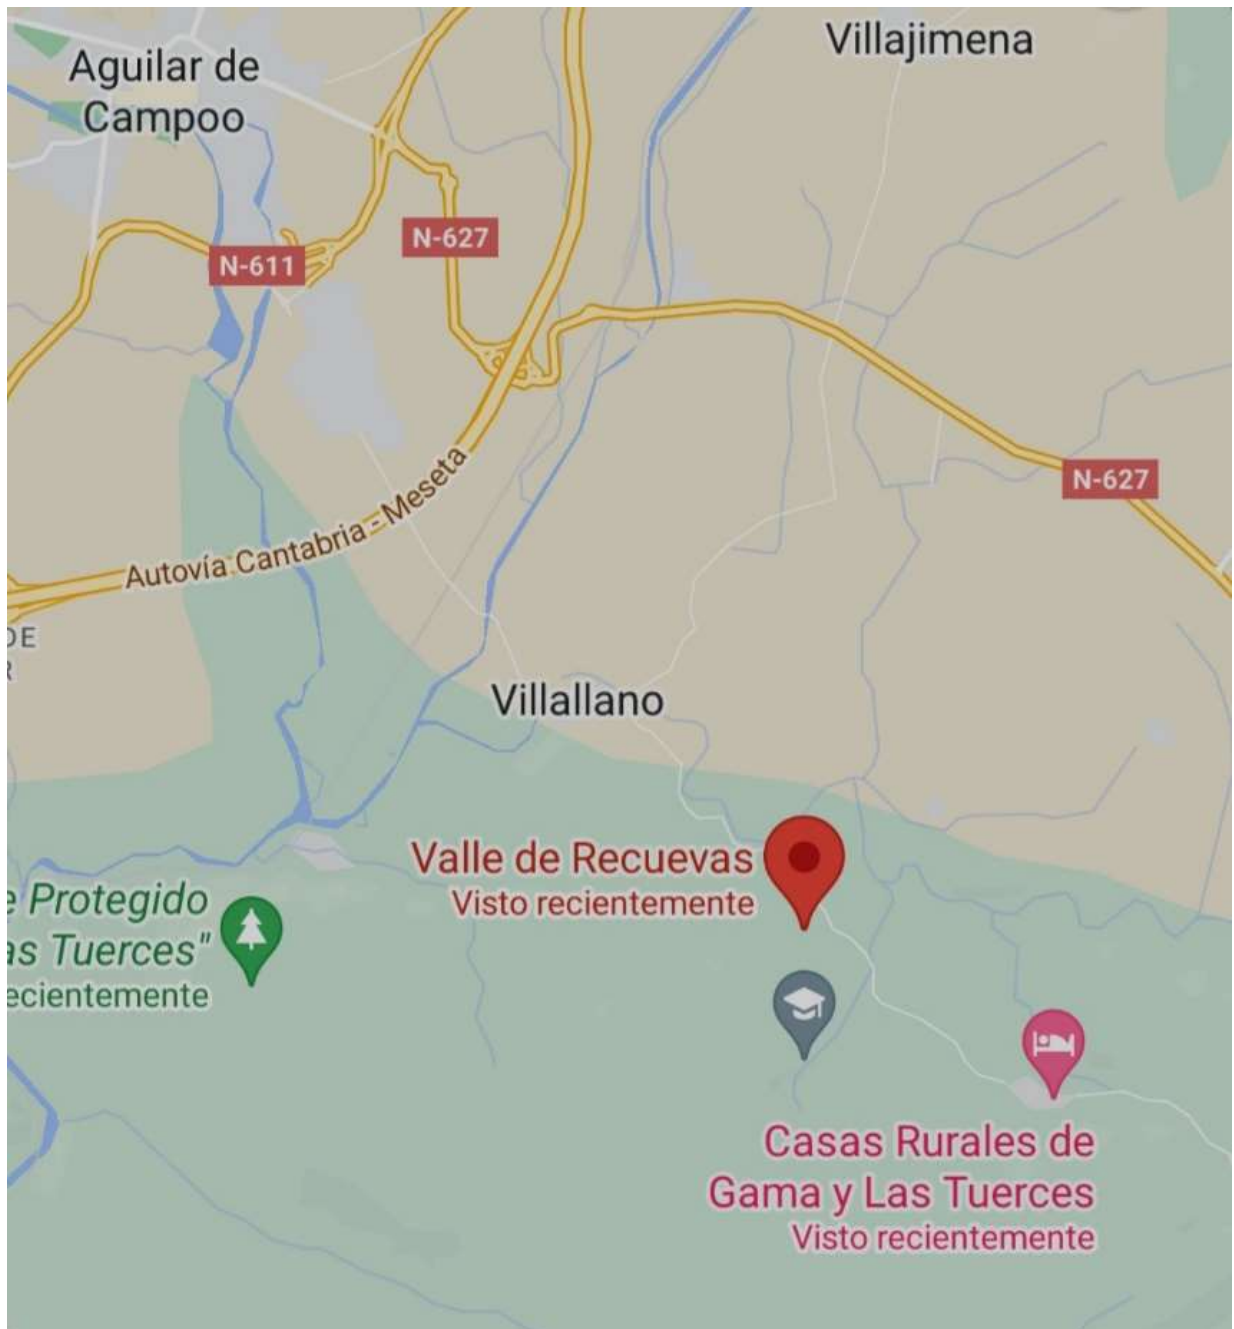 Villajimena
Aguilar de
Campoo
N-627
N-611
N-627
Autovía Cantabria - Meseta
DE
R
Villallano
Valle de Recuevas
Visto recientemente
e Protegido
as Tuerces"
ecientemente
Casas Rurales de
Gama y Las Tuerces
Visto recientemente